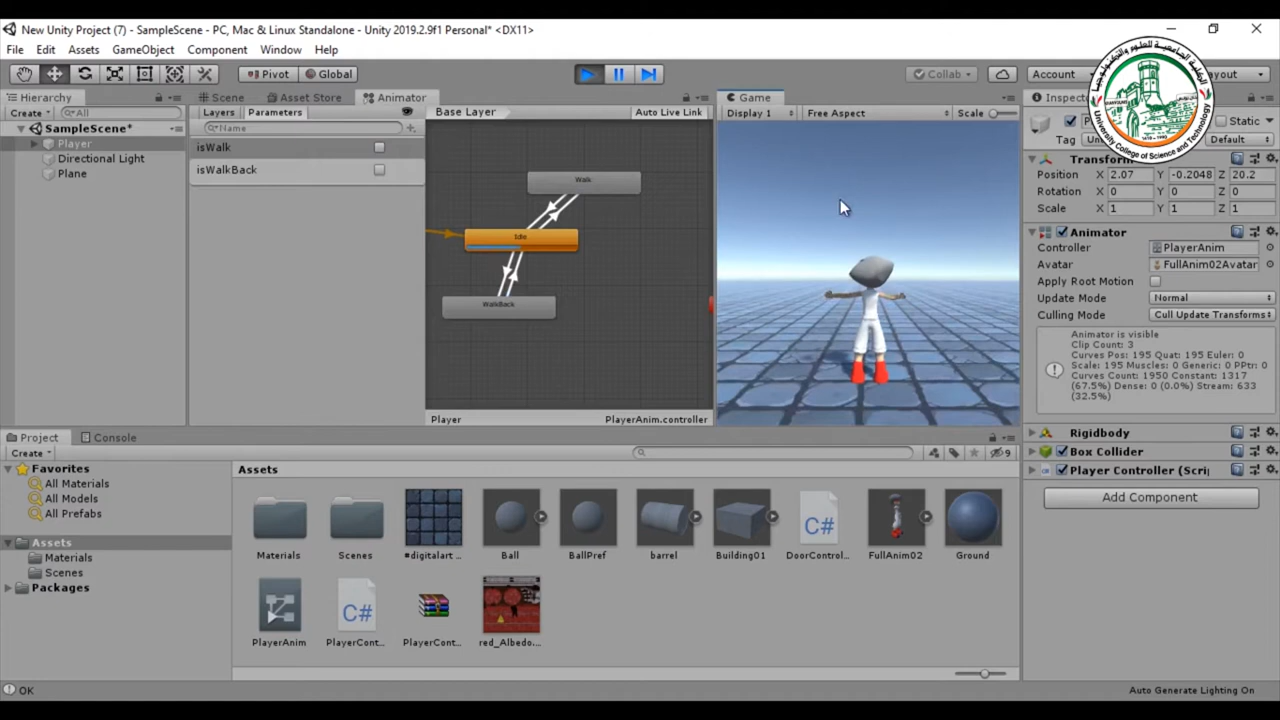 New Unity Project (7) - SampleScene - PC, Mac & Linux Standalone - Unity 2019.2.9f1 Personal* <DX11>
File Edit Assets GameObject Component Window Help
Pivot Global Collab Account
Hierarchy
Create All
SampleScene*
Player
Directional Light
Plane
Scene Asset Store Animator
Layers Parameters
Name
isWalk
isWalkBack
Base Layer Auto Live Link
Walk
Idle
WalkBack
Player PlayerAnim.controller
Game
Display 1 Free Aspect Scale
Static
Tag Default
Transform
Position X 2.07 Y -0.2048 Z 20.2
Rotation X 0 Y 0 Z 0
Scale X 1 Y 1 Z 1
Animator
Controller PlayerAnim
Avatar FullAnim02Avatar
Apply Root Motion
Update Mode Normal
Culling Mode Cull Update Transforms
Animator is visible
Clip Count: 3
Curves Pos: 195 Quat: 195 Euler: 0
Scale: 195 Muscles: 0 Generic: 0 PPtr: 0
Curves Count: 1950 Constant: 1317
(67.5%) Dense: 0 (0.0%) Stream: 633
(32.5%)
Rigidbody
Box Collider
Player Controller (Scrip
Add Component
University College of Science and Technology
Project Console
Create 9
Favorites
All Materials
All Models
All Prefabs
Assets
Materials
Scenes
Packages
Assets
Materials Scenes #digitalart ... Ball BallPref barrel Building01 DoorControl... FullAnim02 Ground
PlayerAnim PlayerCont... PlayerCont... red_Albedo...
OK
Auto Generate Lighting On